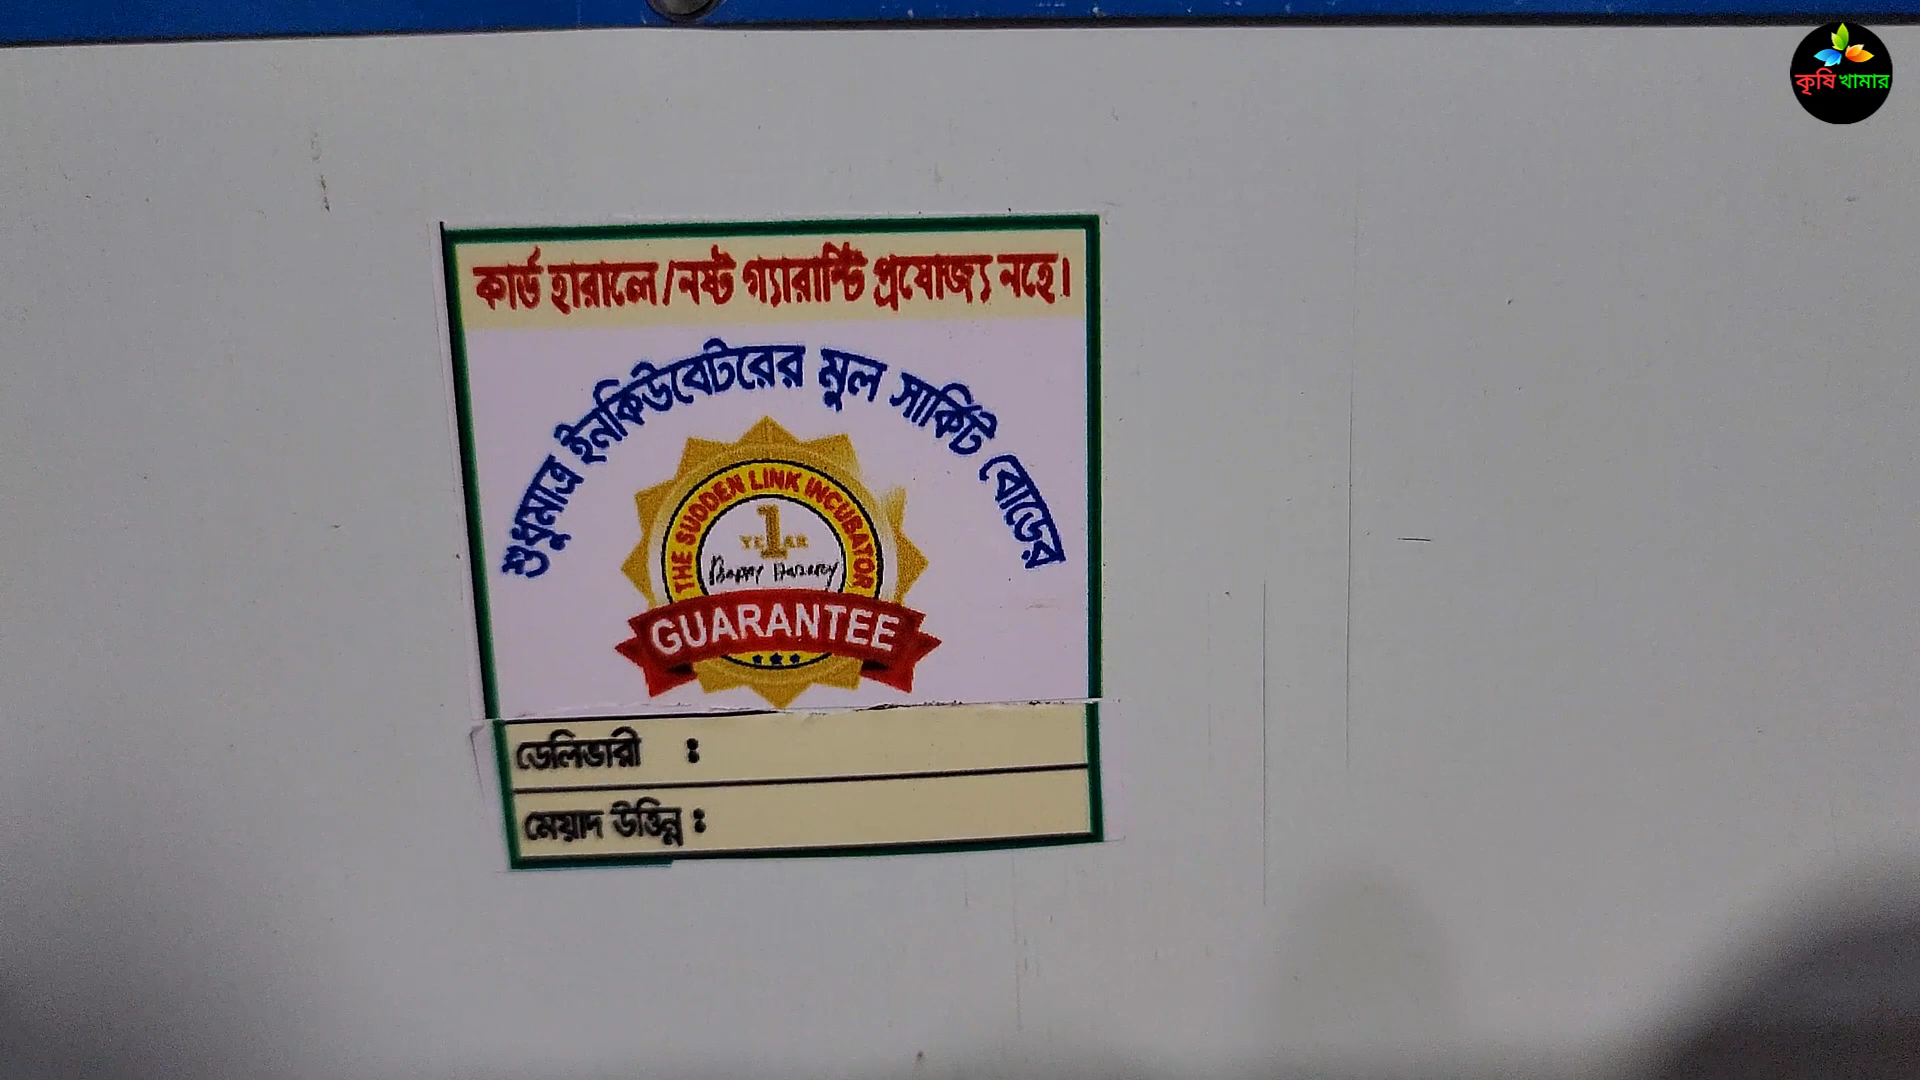 কৃষি খামার
কার্ড হারালে/নষ্ট গ্যারান্টি প্রযোজ্য নহে।
শুধুমাত্র ইনকিউবেটরের মুল সার্কিট বোর্ডের
THE SUDDEN LINK INCUBATOR
1
YEAR
GUARANTEE
ডেলিভারী :
মেয়াদ উত্তিন্ন :